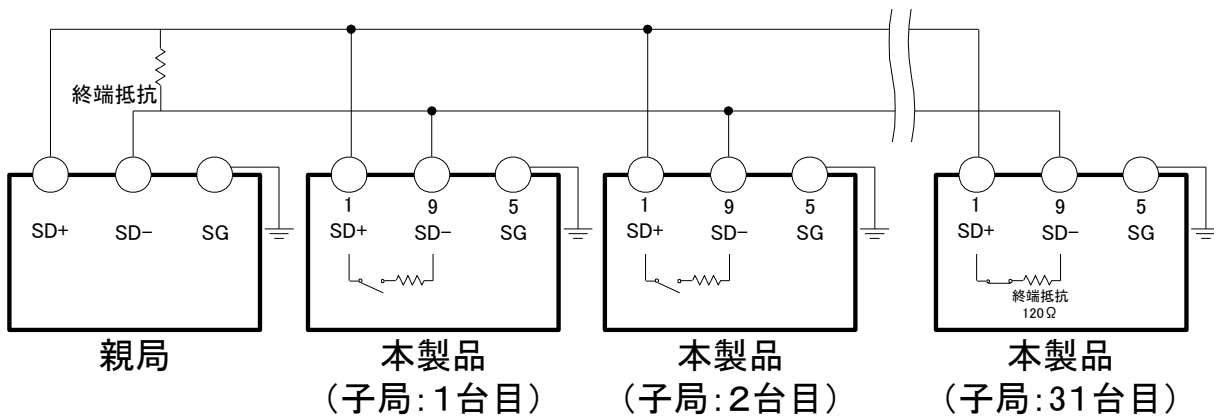 終端抵抗
1 9 5 1 9 5 1 9 5
SD+ SD− SG SD+ SD− SG SD+ SD− SG SD+ SD− SG
終端抵抗
120Ω
親局 本製品 本製品 本製品
(子局:1台目) (子局:2台目) (子局:31台目)